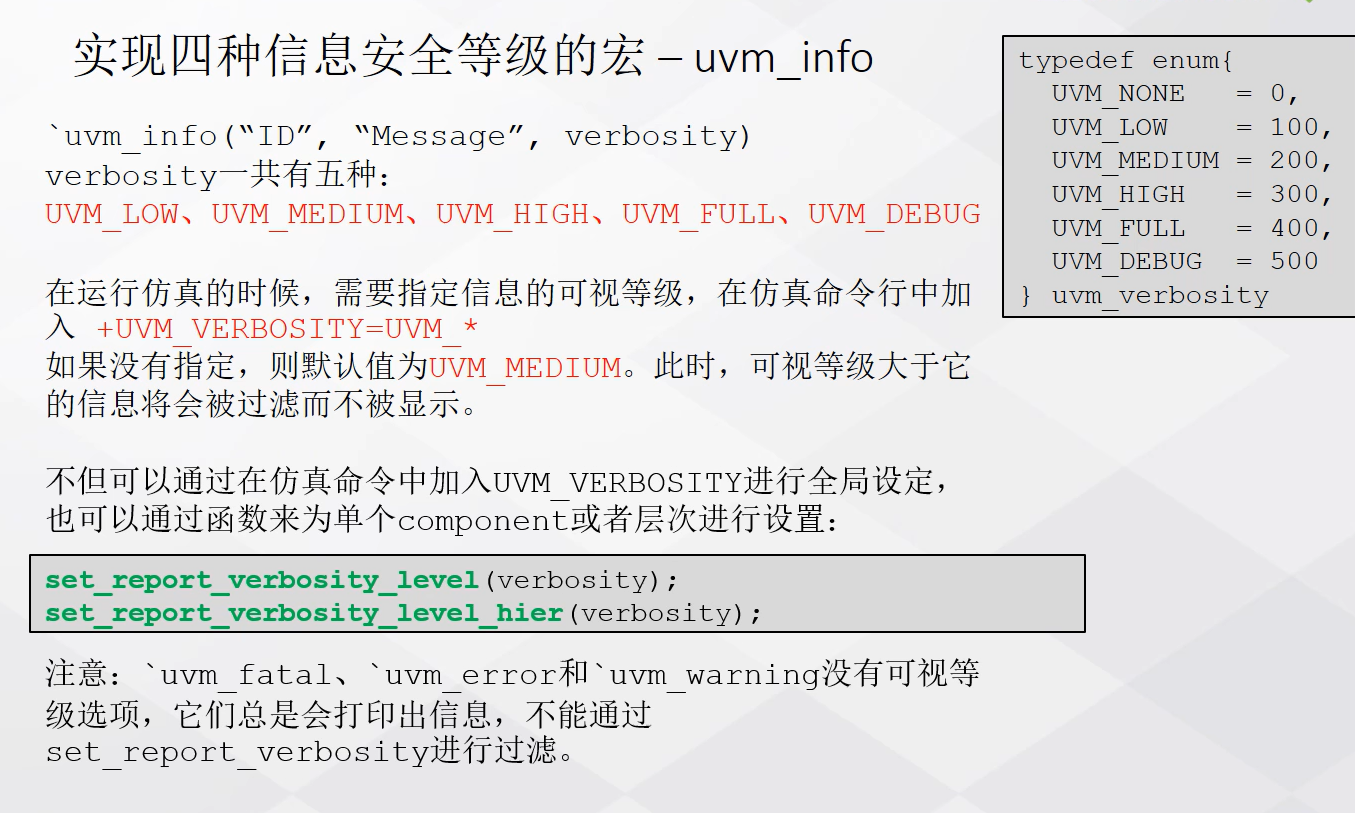 实现四种信息安全等级的宏 – uvm_info
`uvm_info(“ID”, “Message”, verbosity)
verbosity一共有五种:
UVM_LOW、UVM_MEDIUM、UVM_HIGH、UVM_FULL、UVM_DEBUG
在运行仿真的时候，需要指定信息的可视等级，在仿真命令行中加
入 +UVM_VERBOSITY=UVM_*
如果没有指定，则默认值为UVM_MEDIUM。此时，可视等级大于它
的信息将会被过滤而不被显示。
不但可以通过在仿真命令中加入UVM_VERBOSITY进行全局设定，
也可以通过函数来为单个component或者层次进行设置:
set_report_verbosity_level(verbosity);
set_report_verbosity_level_hier(verbosity);
注意: `uvm_fatal、`uvm_error和`uvm_warning没有可视等
级选项，它们总是会打印出信息，不能通过
set_report_verbosity进行过滤。
typedef enum{
UVM_NONE = 0,
UVM_LOW = 100,
UVM_MEDIUM = 200,
UVM_HIGH = 300,
UVM_FULL = 400,
UVM_DEBUG = 500
} uvm_verbosity